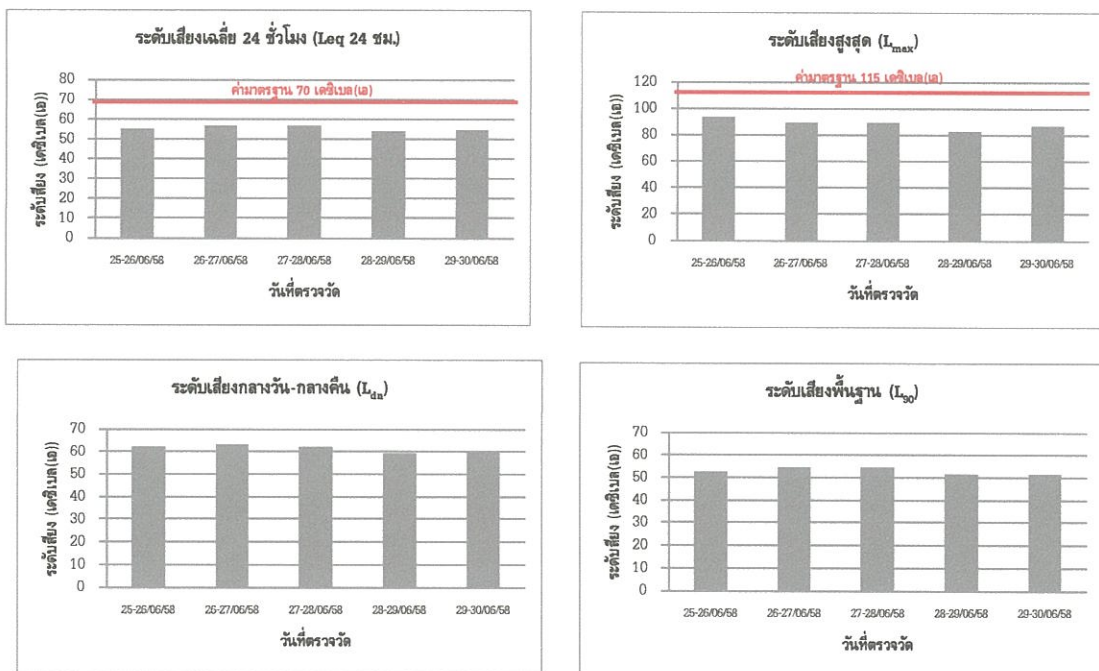 ระดับเสียงเฉลี่ย 24 ชั่วโมง (Leq 24 ชม.)
ค่ามาตรฐาน 70 เดซิเบล(เอ)
ระดับเสียง (เดซิเบล(เอ))
80
70
60
50
40
30
20
10
0
25-26/06/58 26-27/06/58 27-28/06/58 28-29/06/58 29-30/06/58
วันที่ตรวจวัด
ระดับเสียงสูงสุด (Lmax)
ค่ามาตรฐาน 115 เดซิเบล(เอ)
ระดับเสียง (เดซิเบล(เอ))
120
100
80
60
40
20
0
25-26/06/58 26-27/06/58 27-28/06/58 28-29/06/58 29-30/06/58
วันที่ตรวจวัด
ระดับเสียงกลางวัน-กลางคืน (Ldn)
ระดับเสียง (เดซิเบล(เอ))
70
60
50
40
30
20
10
0
25-26/06/58 26-27/06/58 27-28/06/58 28-29/06/58 29-30/06/58
วันที่ตรวจวัด
ระดับเสียงพื้นฐาน (L90)
ระดับเสียง (เดซิเบล(เอ))
70
60
50
40
30
20
10
0
25-26/06/58 26-27/06/58 27-28/06/58 28-29/06/58 29-30/06/58
วันที่ตรวจวัด